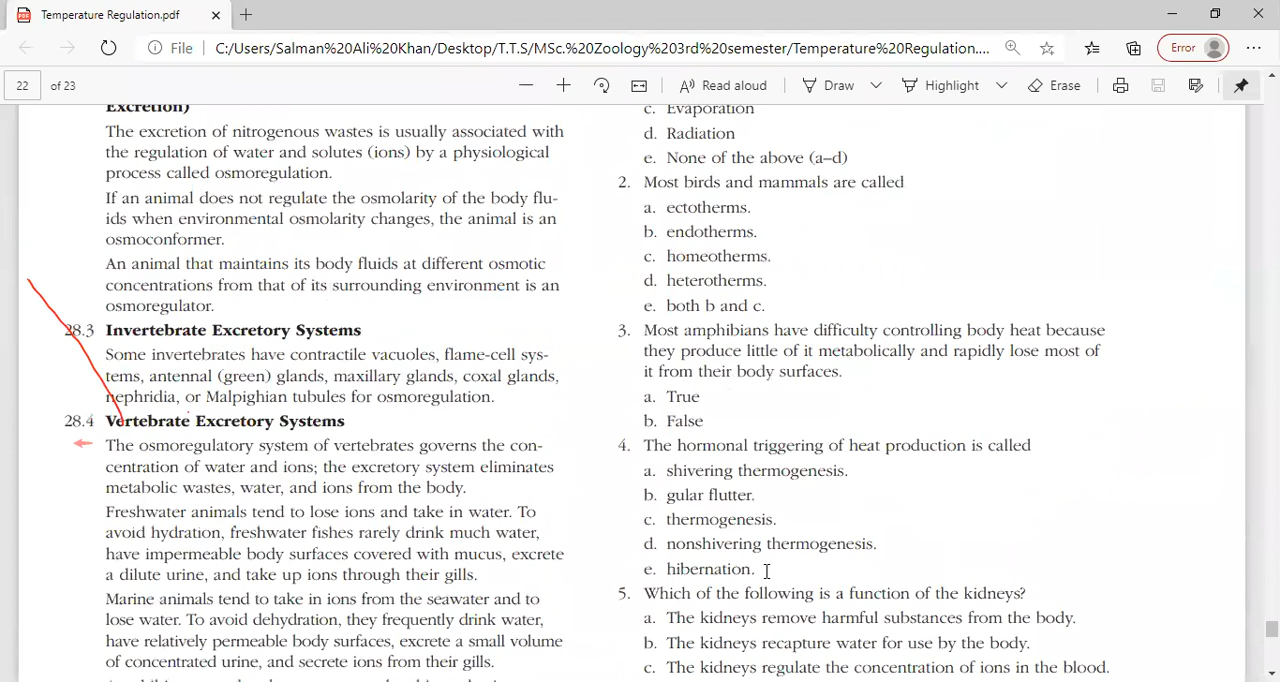 Temperature Regulation.pdf
File
C:/Users/Salman%20Ali%20Khan/Desktop/T.T.S/MSc.%20Zoology%203rd%20semester/Temperature%20Regulation....
Error
22 of 23
Read aloud
Draw
Highlight
Erase
Excretion)
The excretion of nitrogenous wastes is usually associated with
the regulation of water and solutes (ions) by a physiological
process called osmoregulation.
If an animal does not regulate the osmolarity of the body flu-
ids when environmental osmolarity changes, the animal is an
osmoconformer.
An animal that maintains its body fluids at different osmotic
concentrations from that of its surrounding environment is an
osmoregulator.
28.3 Invertebrate Excretory Systems
Some invertebrates have contractile vacuoles, flame-cell sys-
tems, antennal (green) glands, maxillary glands, coxal glands,
nephridia, or Malpighian tubules for osmoregulation.
28.4 Vertebrate Excretory Systems
The osmoregulatory system of vertebrates governs the con-
centration of water and ions; the excretory system eliminates
metabolic wastes, water, and ions from the body.
Freshwater animals tend to lose ions and take in water. To
avoid hydration, freshwater fishes rarely drink much water,
have impermeable body surfaces covered with mucus, excrete
a dilute urine, and take up ions through their gills.
Marine animals tend to take in ions from the seawater and to
lose water. To avoid dehydration, they frequently drink water,
have relatively permeable body surfaces, excrete a small volume
of concentrated urine, and secrete ions from their gills.
c. Evaporation
d. Radiation
e. None of the above (a–d)
2. Most birds and mammals are called
a. ectotherms.
b. endotherms.
c. homeotherms.
d. heterotherms.
e. both b and c.
3. Most amphibians have difficulty controlling body heat because
they produce little of it metabolically and rapidly lose most of
it from their body surfaces.
a. True
b. False
4. The hormonal triggering of heat production is called
a. shivering thermogenesis.
b. gular flutter.
c. thermogenesis.
d. nonshivering thermogenesis.
e. hibernation.
5. Which of the following is a function of the kidneys?
a. The kidneys remove harmful substances from the body.
b. The kidneys recapture water for use by the body.
c. The kidneys regulate the concentration of ions in the blood.